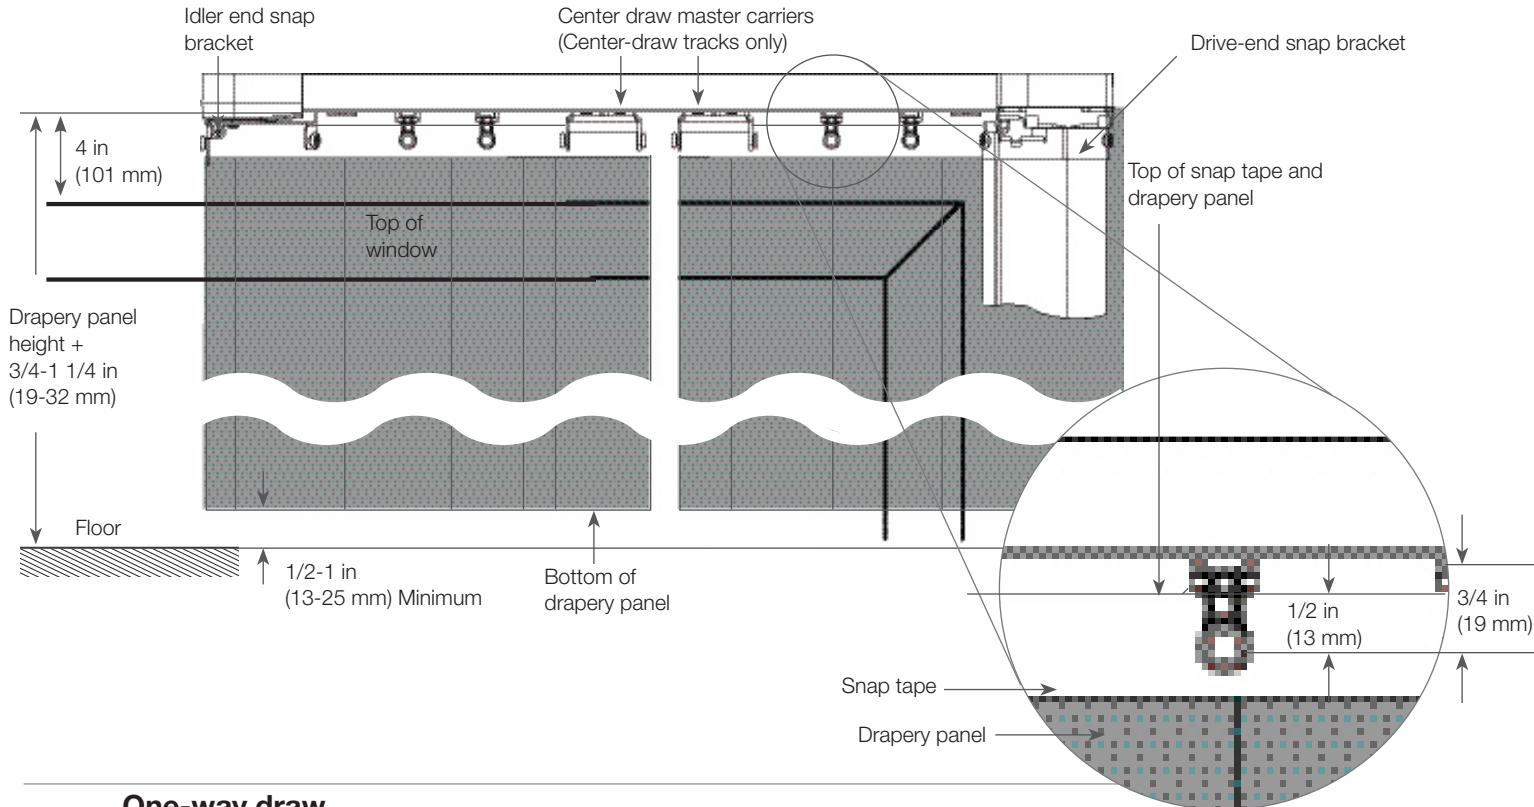 Idler end snap
bracket
Center draw master carriers
(Center-draw tracks only)
Drive-end snap bracket
4 in
(101 mm)
Top of snap tape and
drapery panel
Top of
window
Drapery panel
height +
3/4-1 1/4 in
(19-32 mm)
Floor
1/2-1 in
(13-25 mm) Minimum
Bottom of
drapery panel
1/2 in
(13 mm)
3/4 in
(19 mm)
Snap tape
Drapery panel
One-way draw